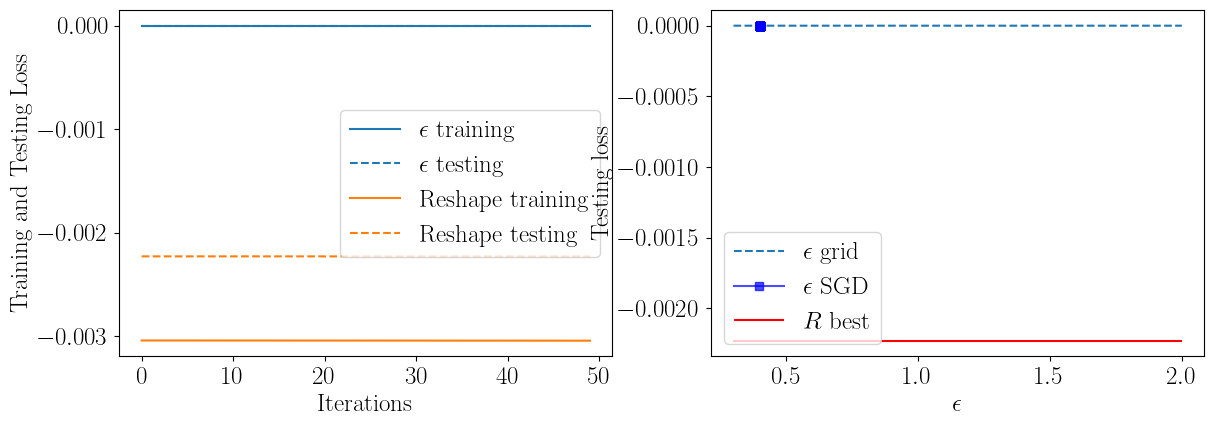 Training and Testing Loss
0.000
−0.001
−0.002
−0.003
ϵ training
ϵ testing
Reshape training
Reshape testing
0 10 20 30 40 50
Iterations
Testing loss
0.0000
−0.0005
−0.0010
−0.0015
−0.0020
ϵ grid
ϵ SGD
R best
0.5 1.0 1.5 2.0
ϵ